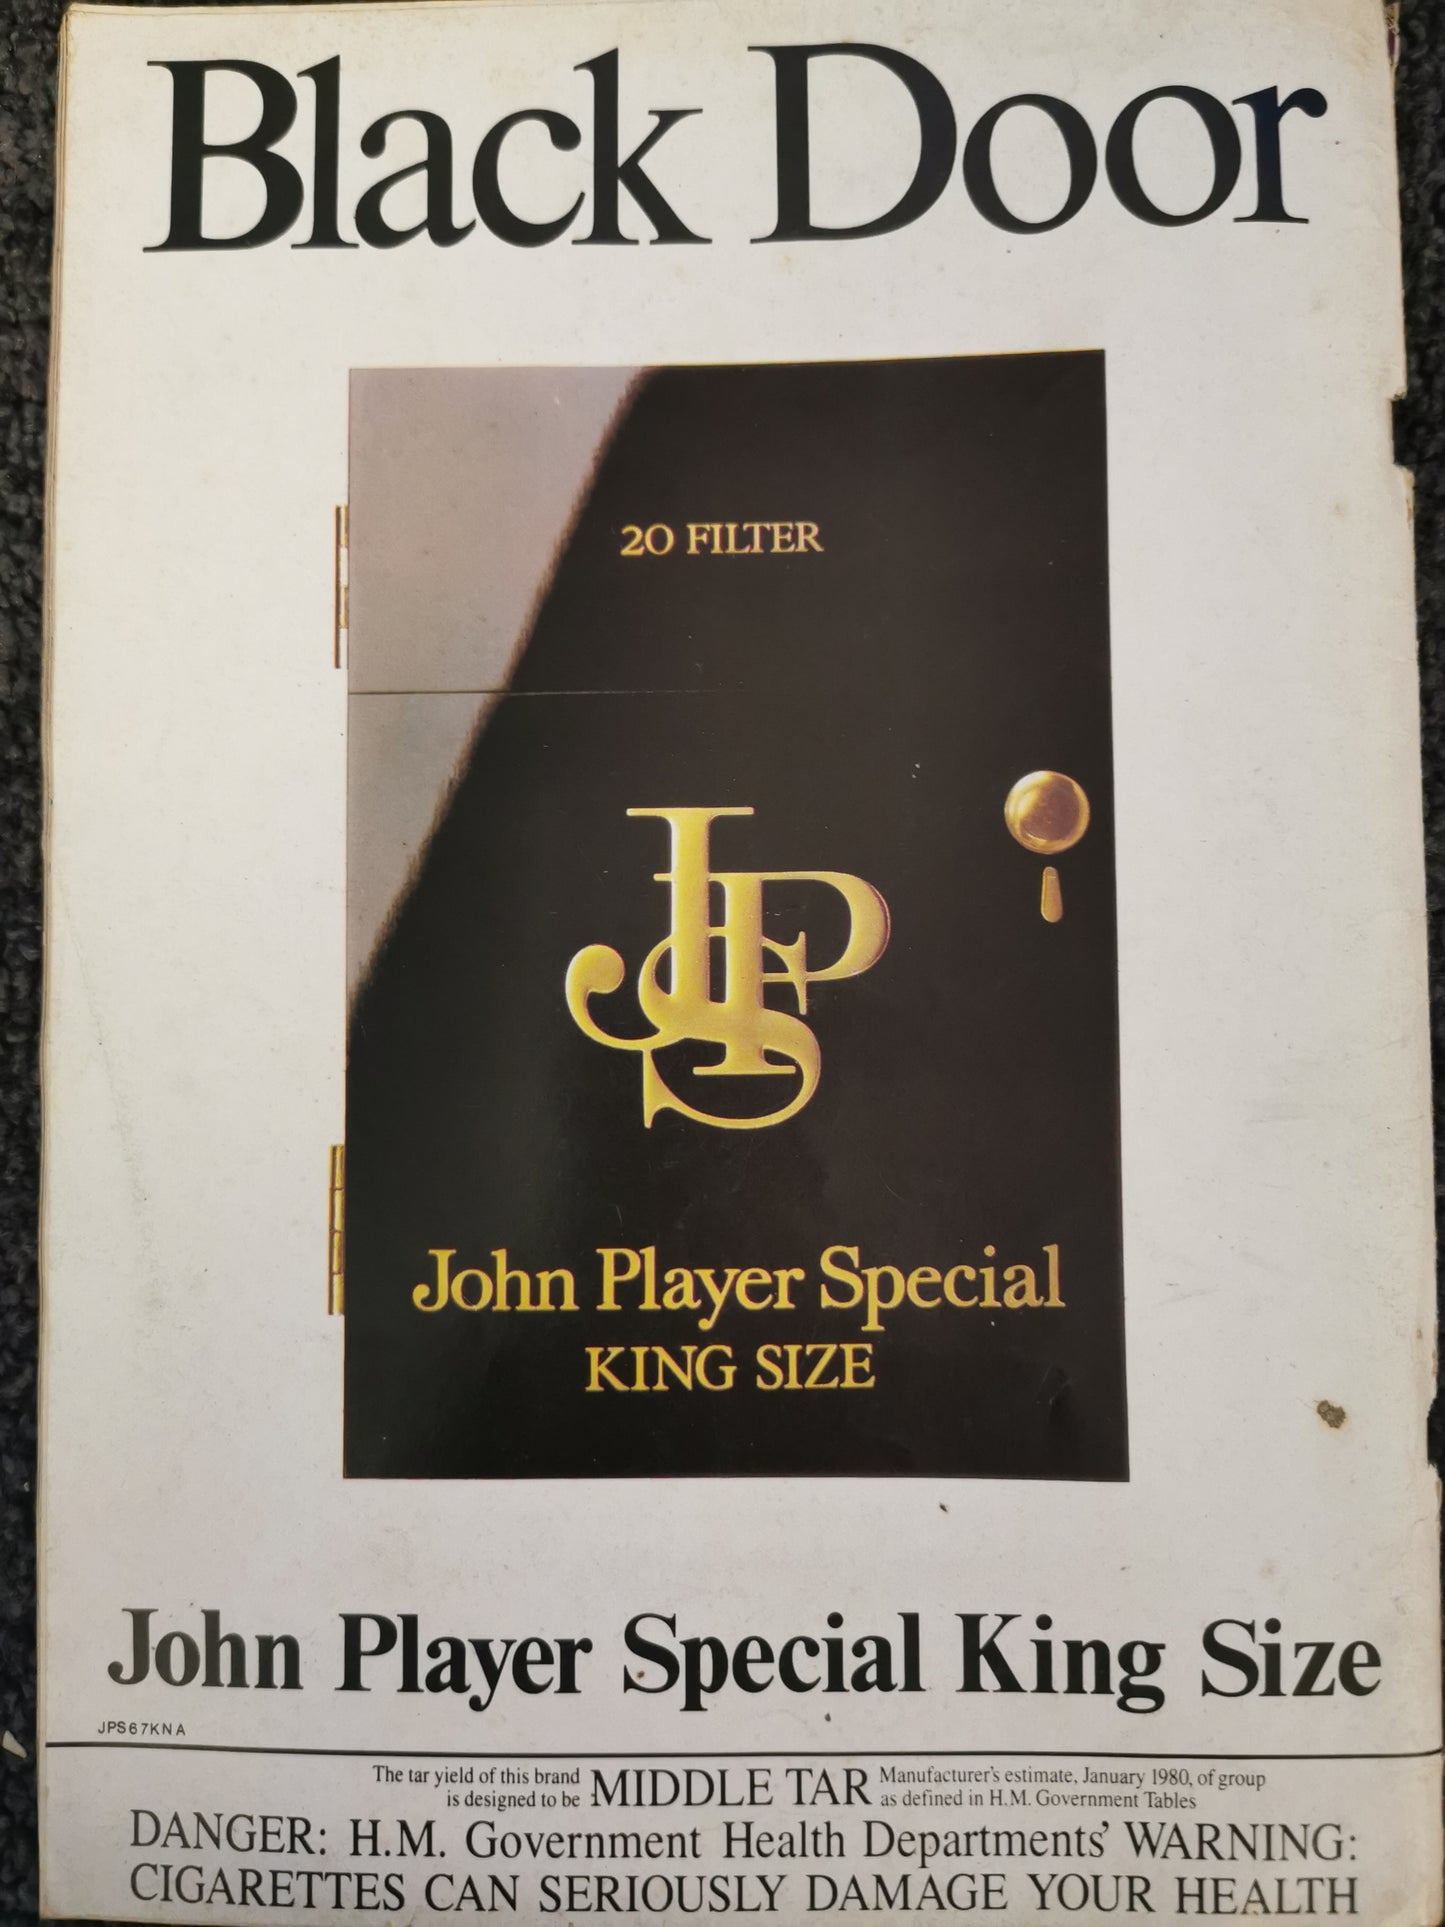 Black Door
20 FILTER
JPS
John Player Special
KING SIZE
John Player Special King Size
JPS67KNA
The tar yield of this brand
is designed to be
MIDDLE TAR
Manufacturer's estimate, January 1980, of group
as defined in H.M. Government Tables
DANGER: H.M. Government Health Departments' WARNING:
CIGARETTES CAN SERIOUSLY DAMAGE YOUR HEALTH